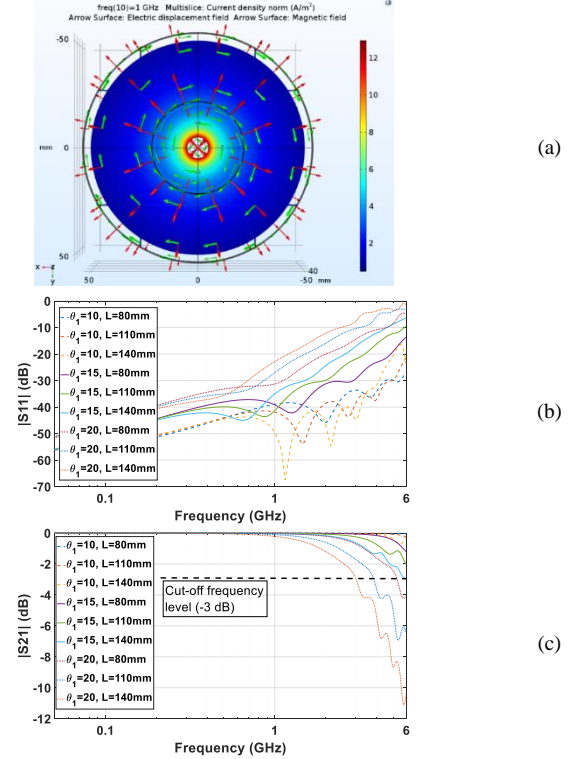 freq(10)=1 GHz Multislice: Current density norm (A/m²)
Arrow Surface: Electric displacement field Arrow Surface: Magnetic field
-50
mm
0
50
x
z
y
50
0
-50
-40
mm
12
10
8
6
4
2
(a)
0
-10
-20
-30
-40
-50
-60
-70
|S11| (dB)
θ1=10, L=80mm
θ1=10, L=110mm
θ1=10, L=140mm
θ1=15, L=80mm
θ1=15, L=110mm
θ1=15, L=140mm
θ1=20, L=80mm
θ1=20, L=110mm
θ1=20, L=140mm
0.1
1
6
Frequency (GHz)
(b)
0
-2
-4
-6
-8
-10
-12
|S21| (dB)
θ1=10, L=80mm
θ1=10, L=110mm
θ1=10, L=140mm
θ1=15, L=80mm
θ1=15, L=110mm
θ1=15, L=140mm
θ1=20, L=80mm
θ1=20, L=110mm
θ1=20, L=140mm
Cut-off frequency
level (-3 dB)
0.1
1
6
Frequency (GHz)
(c)